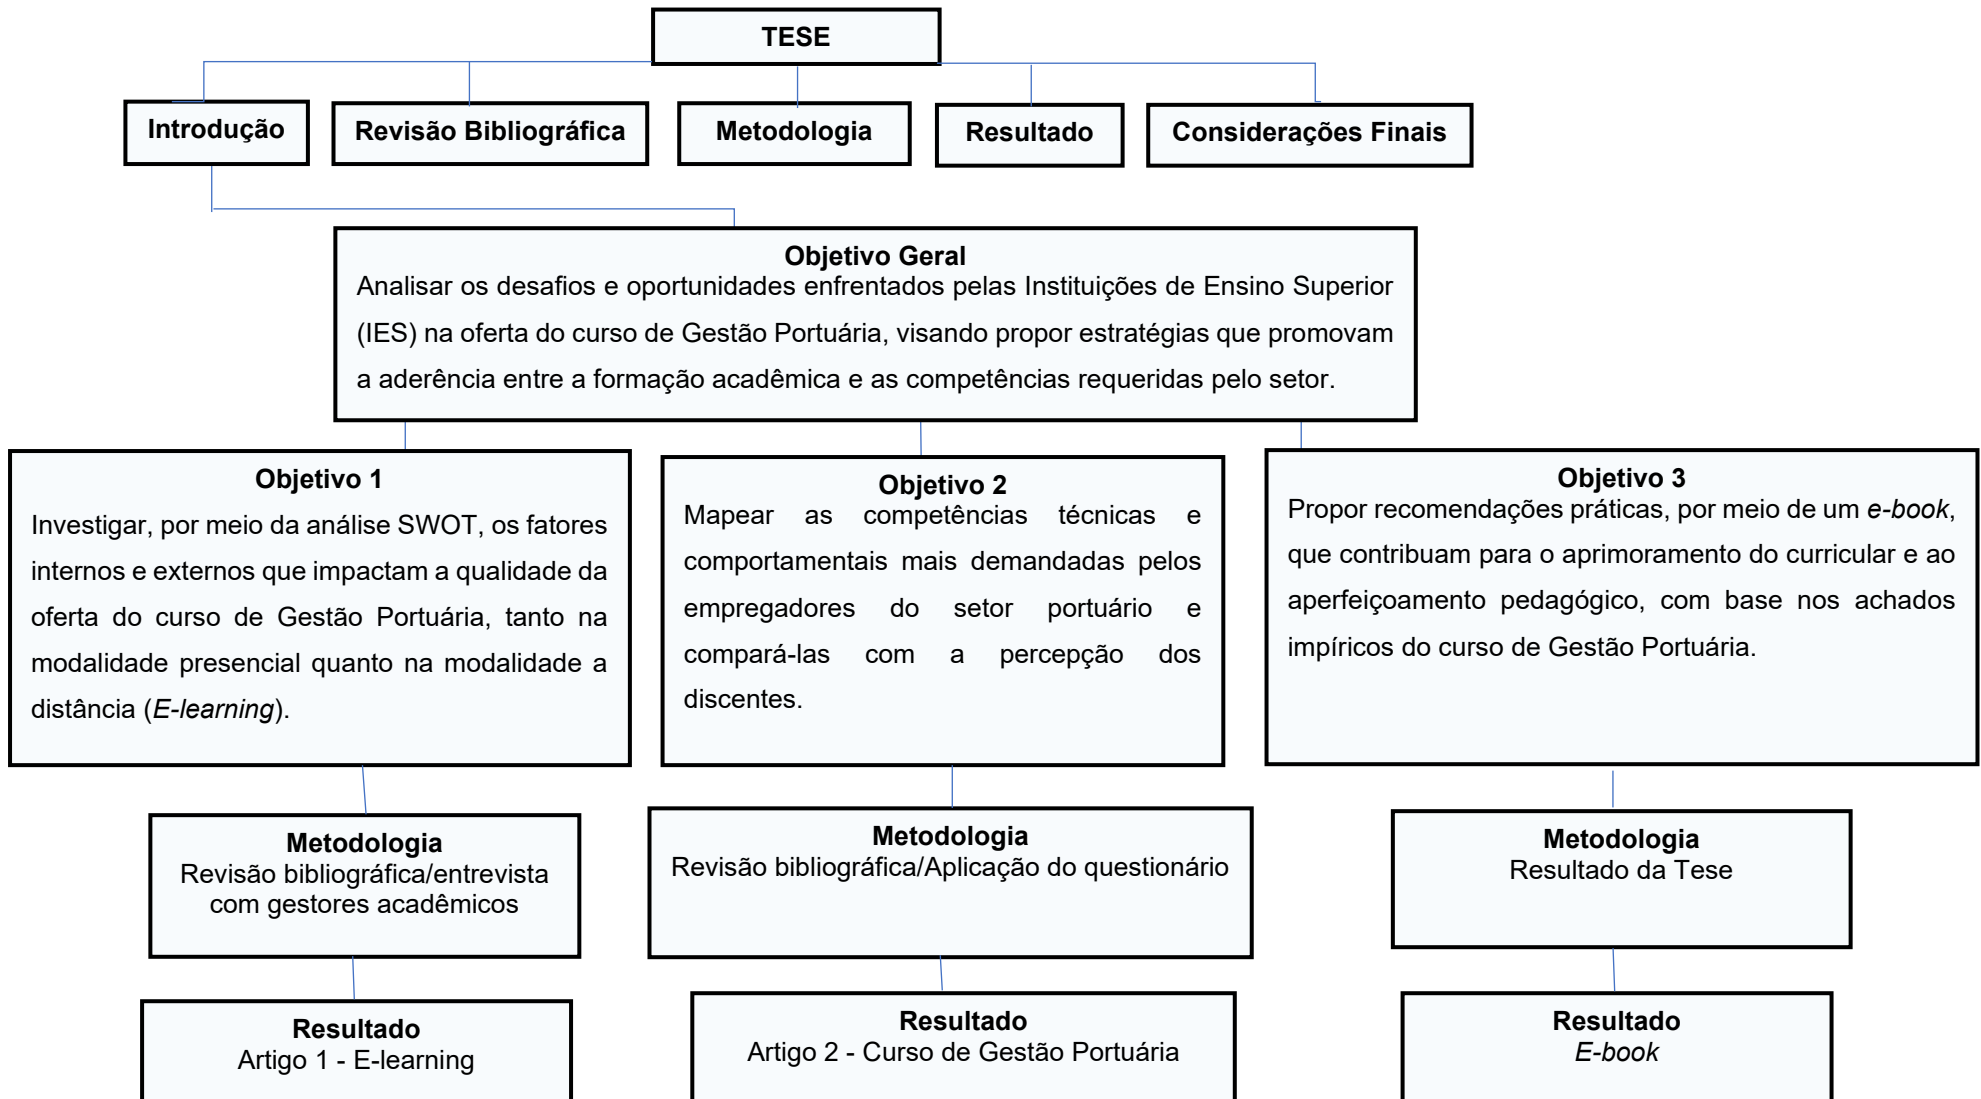 TESE
Introdução
Revisão Bibliográfica
Metodologia
Resultado
Considerações Finais
Objetivo Geral
Analisar os desafios e oportunidades enfrentados pelas Instituições de Ensino Superior
(IES) na oferta do curso de Gestão Portuária, visando propor estratégias que promovam
a aderência entre a formação acadêmica e as competências requeridas pelo setor.
Objetivo 1
Investigar, por meio da análise SWOT, os fatores
internos e externos que impactam a qualidade da
oferta do curso de Gestão Portuária, tanto na
modalidade presencial quanto na modalidade a
distância (E-learning).
Objetivo 2
Mapear as competências técnicas e
comportamentais mais demandadas pelos
empregadores do setor portuário e
compará-las com a percepção dos
discentes.
Objetivo 3
Propor recomendações práticas, por meio de um e-book,
que contribuam para o aprimoramento do curricular e ao
aperfeiçoamento pedagógico, com base nos achados
impíricos do curso de Gestão Portuária.
Metodologia
Revisão bibliográfica/entrevista
com gestores acadêmicos
Metodologia
Revisão bibliográfica/Aplicação do questionário
Metodologia
Resultado da Tese
Resultado
Artigo 1 - E-learning
Resultado
Artigo 2 - Curso de Gestão Portuária
Resultado
E-book